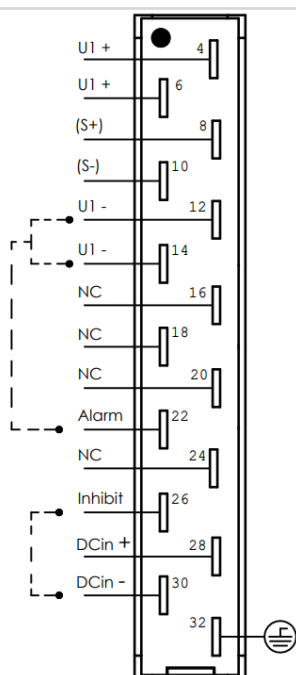 U1 + 4
U1 + 6
(S+) 8
(S-) 10
U1 - 12
U1 - 14
NC 16
NC 18
NC 20
Alarm 22
NC 24
Inhibit 26
DCin + 28
DCin - 30
32